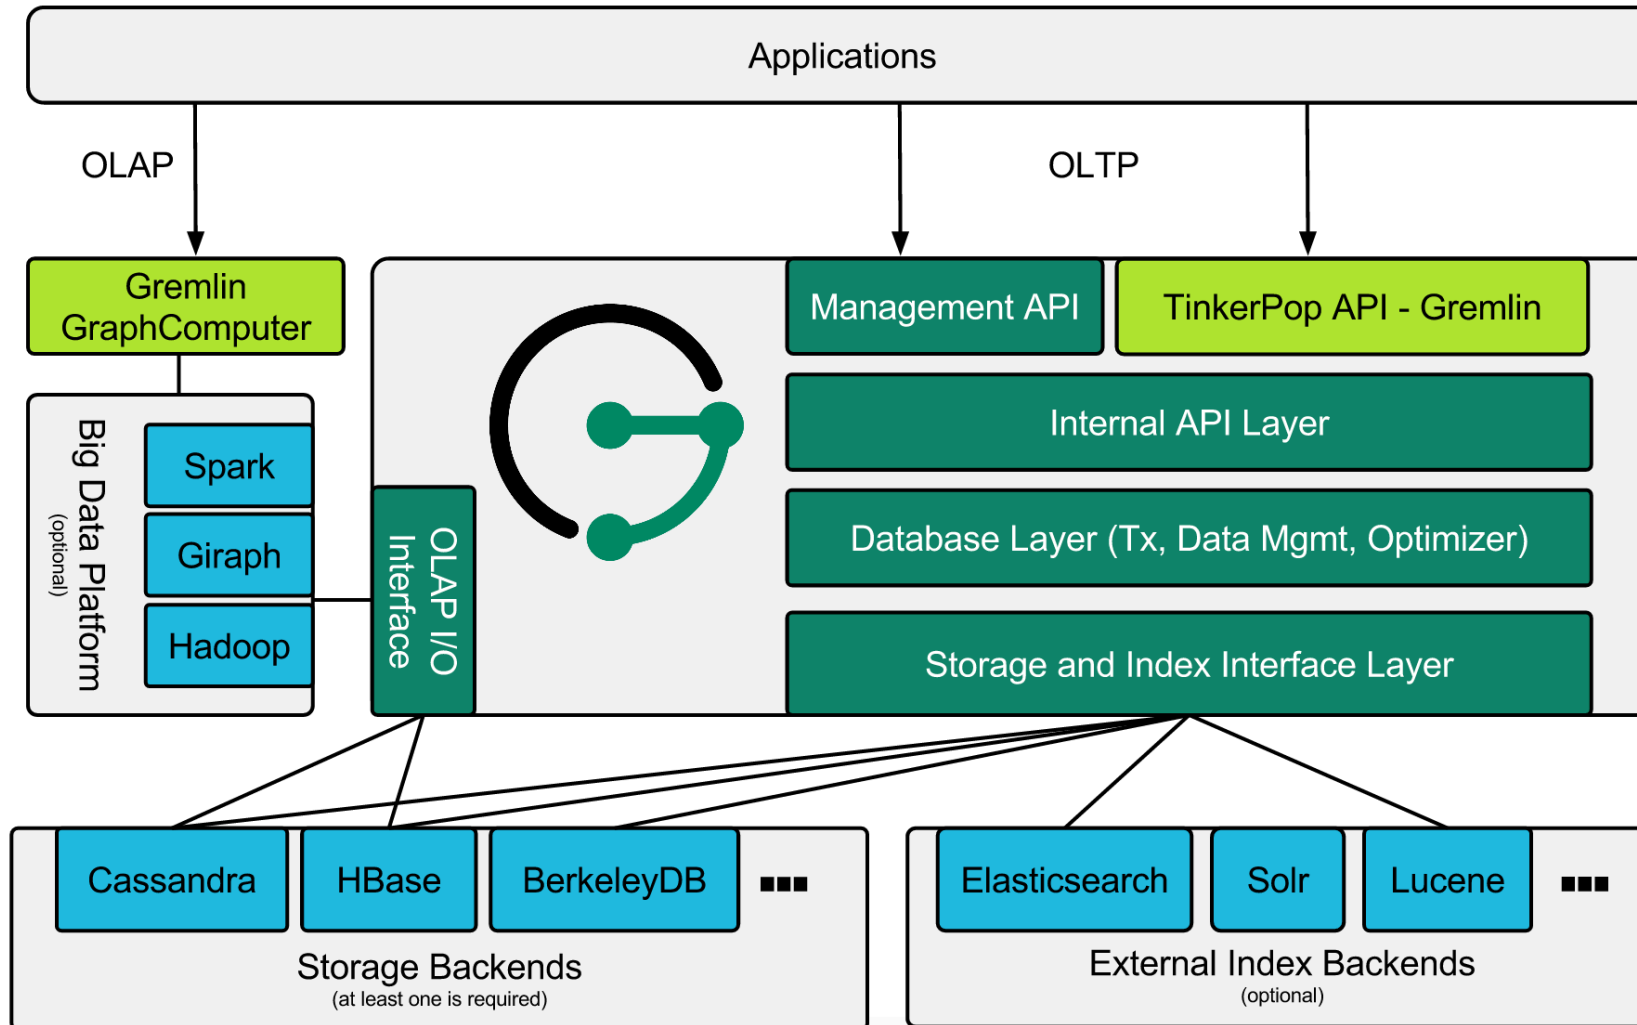 Applications
OLAP
OLTP
Gremlin
GraphComputer
Management API
TinkerPop API - Gremlin
Internal API Layer
Big Data Platform
(optional)
Spark
Giraph
Hadoop
OLAP I/O
Interface
Database Layer (Tx, Data Mgmt, Optimizer)
Storage and Index Interface Layer
Cassandra
HBase
BerkeleyDB
Storage Backends
(at least one is required)
Elasticsearch
Solr
Lucene
External Index Backends
(optional)